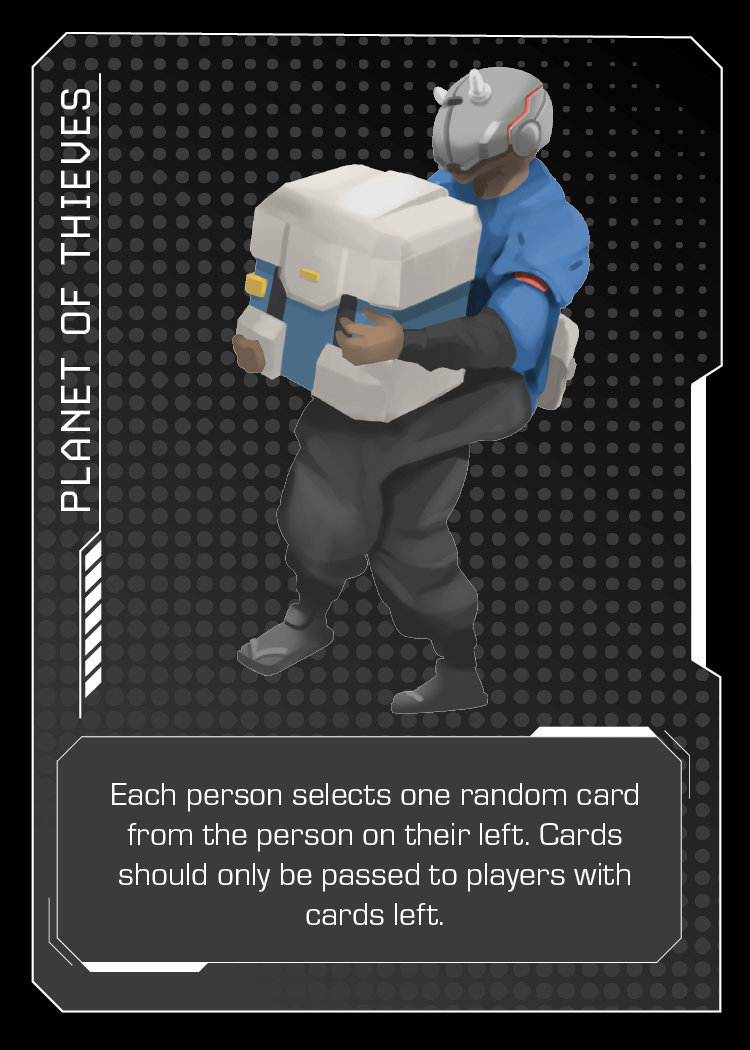 PLANET OF THIEVES
Each person selects one random card
from the person on their left. Cards
should only be passed to players with
cards left.